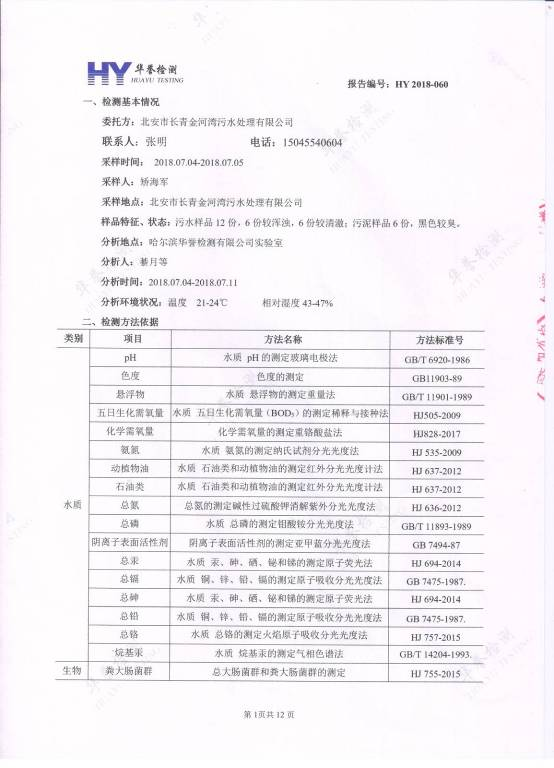 HY 华誉检测
HUAYU TESTING
报告编号：HY 2018-060
一、检测基本情况
委托方：北安市长青金河湾污水处理有限公司
联系人：张明 电话：15045540604
采样时间： 2018.07.04-2018.07.05
采样人：矫海军
采样地点：北安市长青金河湾污水处理有限公司
样品特征、状态：污水样品 12 份，6 份较浑浊，6 份较清澈；污泥样品 6 份，黑色较臭。
分析地点：哈尔滨华誉检测有限公司实验室
分析人：綦月等
分析时间：2018.07.04-2018.07.11
分析环境状况：温度 21-24℃ 相对湿度 43-47%
二、检测方法依据
类别 项目 方法名称 方法标准号
水质 pH 水质 pH 的测定玻璃电极法 GB/T 6920-1986
色度 色度的测定 GB11903-89
悬浮物 水质 悬浮物的测定重量法 GB/T 11901-1989
五日生化需氧量 水质 五日生化需氧量（BOD₅）的测定稀释与接种法 HJ505-2009
化学需氧量 化学需氧量的测定重铬酸盐法 HJ828-2017
氨氮 水质 氨氮的测定纳氏试剂分光光度法 HJ 535-2009
动植物油 水质 石油类和动植物油的测定红外分光光度计法 HJ 637-2012
石油类 水质 石油类和动植物油的测定红外分光光度计法 HJ 637-2012
总氮 总氮的测定碱性过硫酸钾消解紫外分光光度法 HJ 636-2012
总磷 水质 总磷的测定钼酸铵分光光度法 GB/T 11893-1989
阴离子表面活性剂 阴离子表面活性剂的测定亚甲蓝分光光度法 GB 7494-87
总汞 水质 汞、砷、硒、铋和锑的测定原子荧光法 HJ 694-2014
总镉 水质 铜、锌、铅、镉的测定原子吸收分光光度法 GB 7475-1987.
总砷 水质 汞、砷、硒、铋和锑的测定原子荧光法 HJ 694-2014
总铅 水质 铜、锌、铅、镉的测定原子吸收分光光度法 GB 7475-1987.
总铬 水质 总铬的测定火焰原子吸收分光光度法 HJ 757-2015
烷基汞 水质 烷基汞的测定气相色谱法 GB/T 14204-1993.
生物 粪大肠菌群 总大肠菌群和粪大肠菌群的测定 HJ 755-2015
第 1页共 12 页